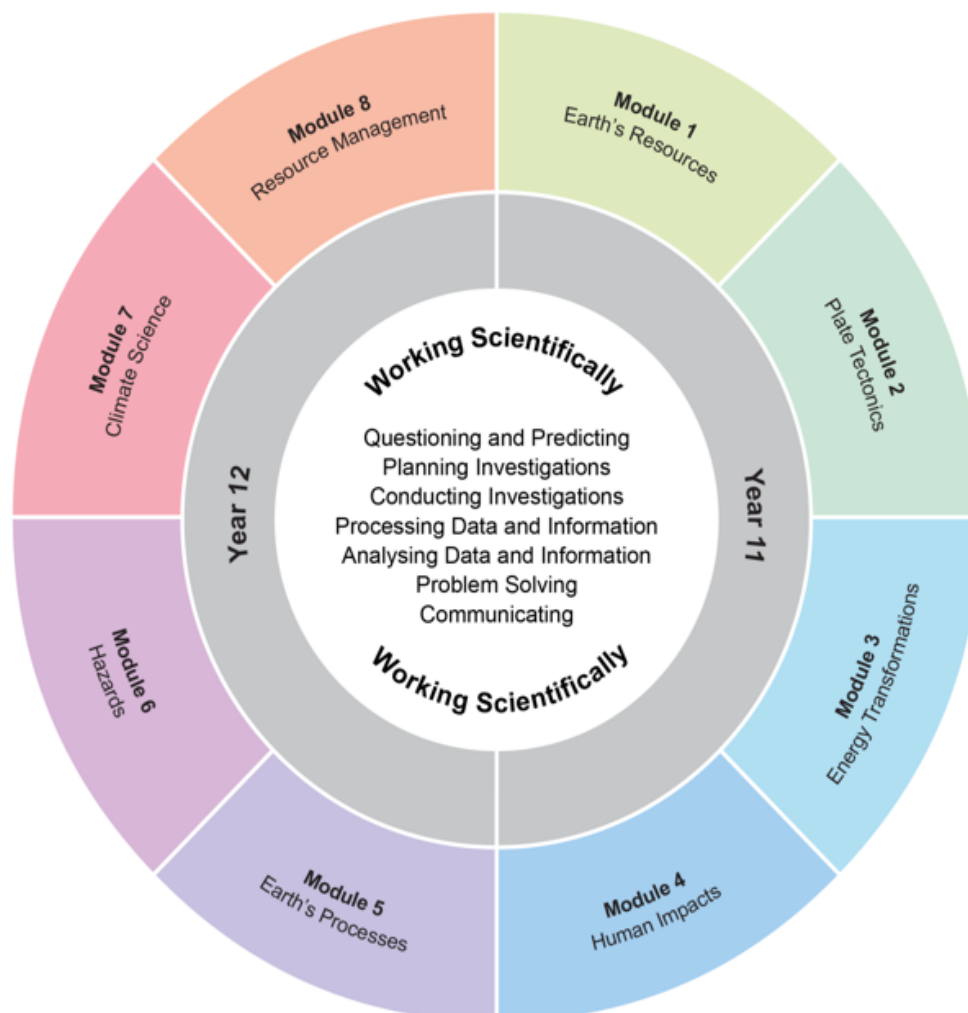 Module 1
Earth's Resources
Module 2
Plate Tectonics
Module 3
Energy Transformations
Module 4
Human Impacts
Module 5
Earth's Processes
Module 6
Hazards
Module 7
Climate Science
Module 8
Resource Management
Year 11
Year 12
Working Scientifically
Questioning and Predicting
Planning Investigations
Conducting Investigations
Processing Data and Information
Analysing Data and Information
Problem Solving
Communicating
Working Scientifically